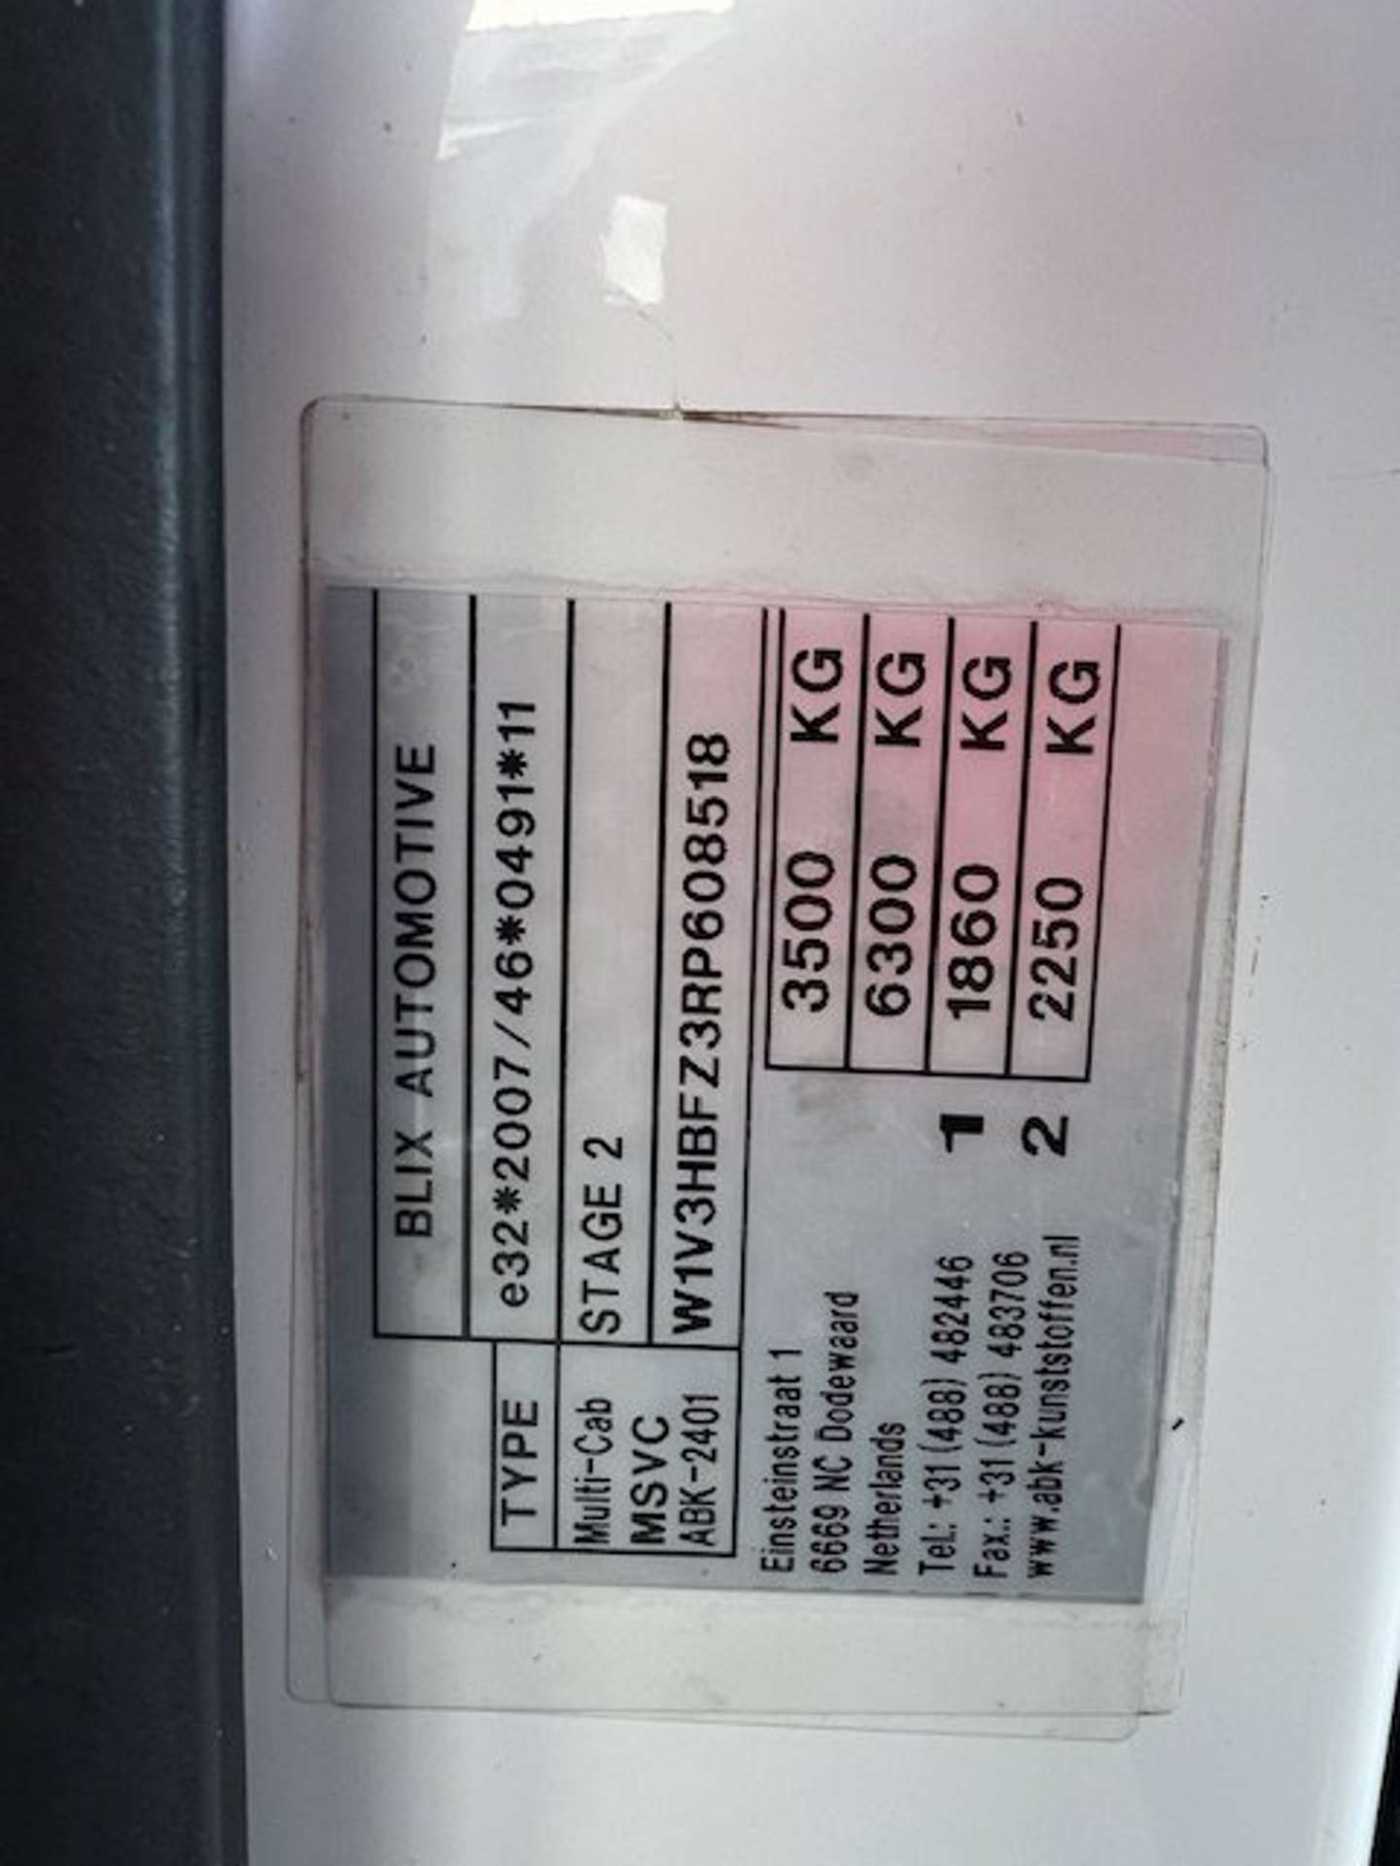 BLIX AUTOMOTIVE
TYPE e32*2007/46*0491*11
Multi-Cab
MSVC
ABK-2401
STAGE 2
W1V3HBFZ3RP608518
3500 KG
6300 KG
1 1860 KG
2 2250 KG
Einsteinstraat 1
6669 NC Dodewaard
Netherlands
Tel.: +31 (488) 482446
Fax.: +31 (488) 483706
www.abk-kunststoffen.nl